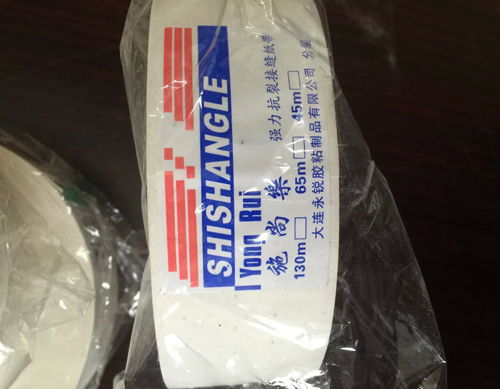 SHISHANGLE
Yong Rui
施尚樂 强力抗裂接缝纸带
130m 65m 45m
大连永锐胶粘制品有限公司 分装